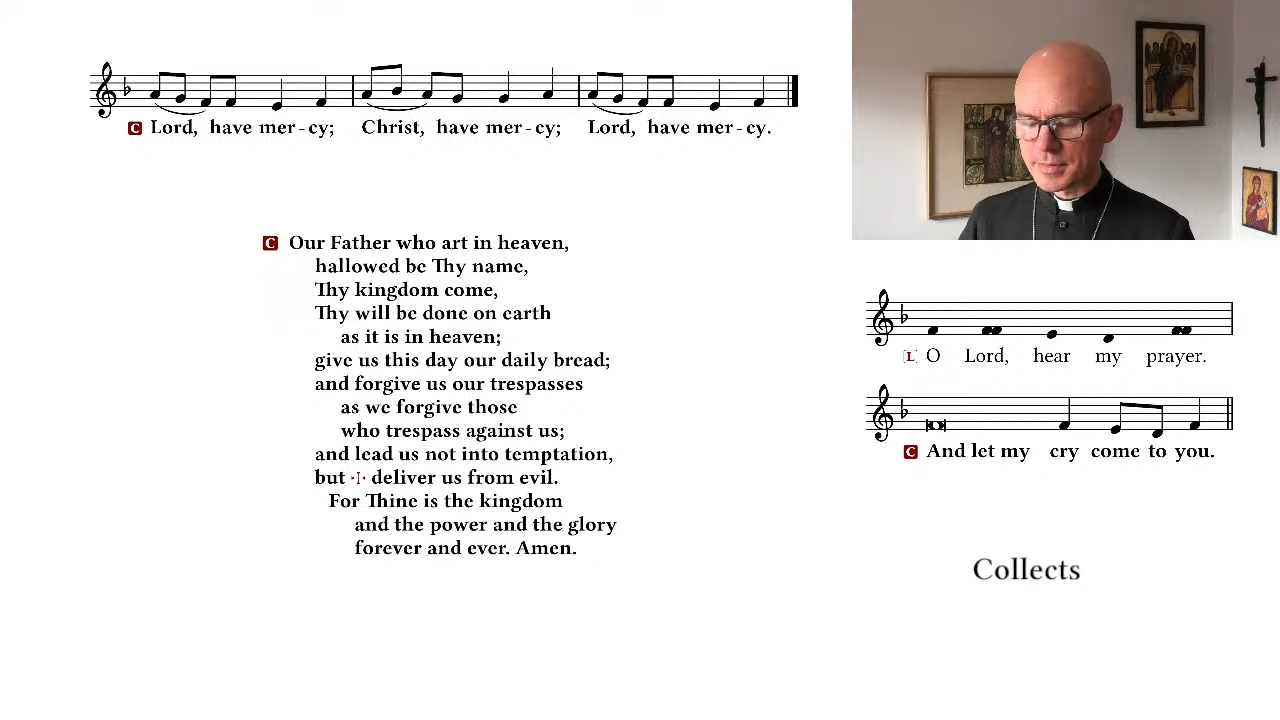 C Lord, have mer - cy; Christ, have mer - cy; Lord, have mer - cy.
C Our Father who art in heaven,
hallowed be Thy name,
Thy kingdom come,
Thy will be done on earth
as it is in heaven;
give us this day our daily bread;
and forgive us our trespasses
as we forgive those
who trespass against us;
and lead us not into temptation,
but deliver us from evil.
For Thine is the kingdom
and the power and the glory
forever and ever. Amen.
[L] O Lord, hear my prayer.
C And let my cry come to you.
Collects